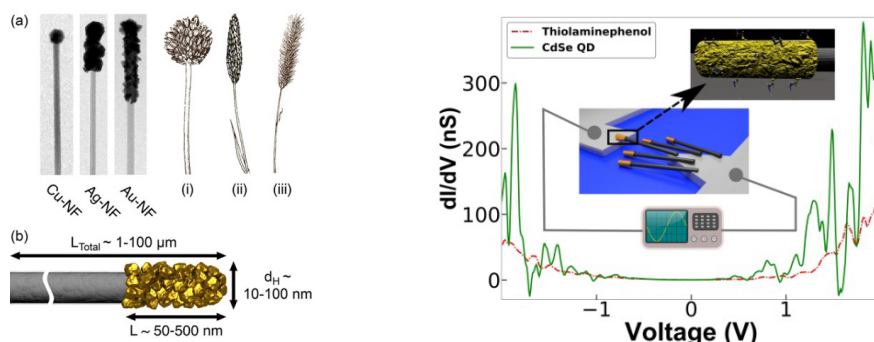 (a)
Cu-NF
Ag-NF
Au-NF
(i)
(ii)
(iii)
(b)
L_Total ~ 1-100 μm
d_H ~
10-100 nm
L ~ 50-500 nm
Thiolaminephenol
CdSe QD
dI/dV (nS)
300
200
100
0
−1
0
1
Voltage (V)